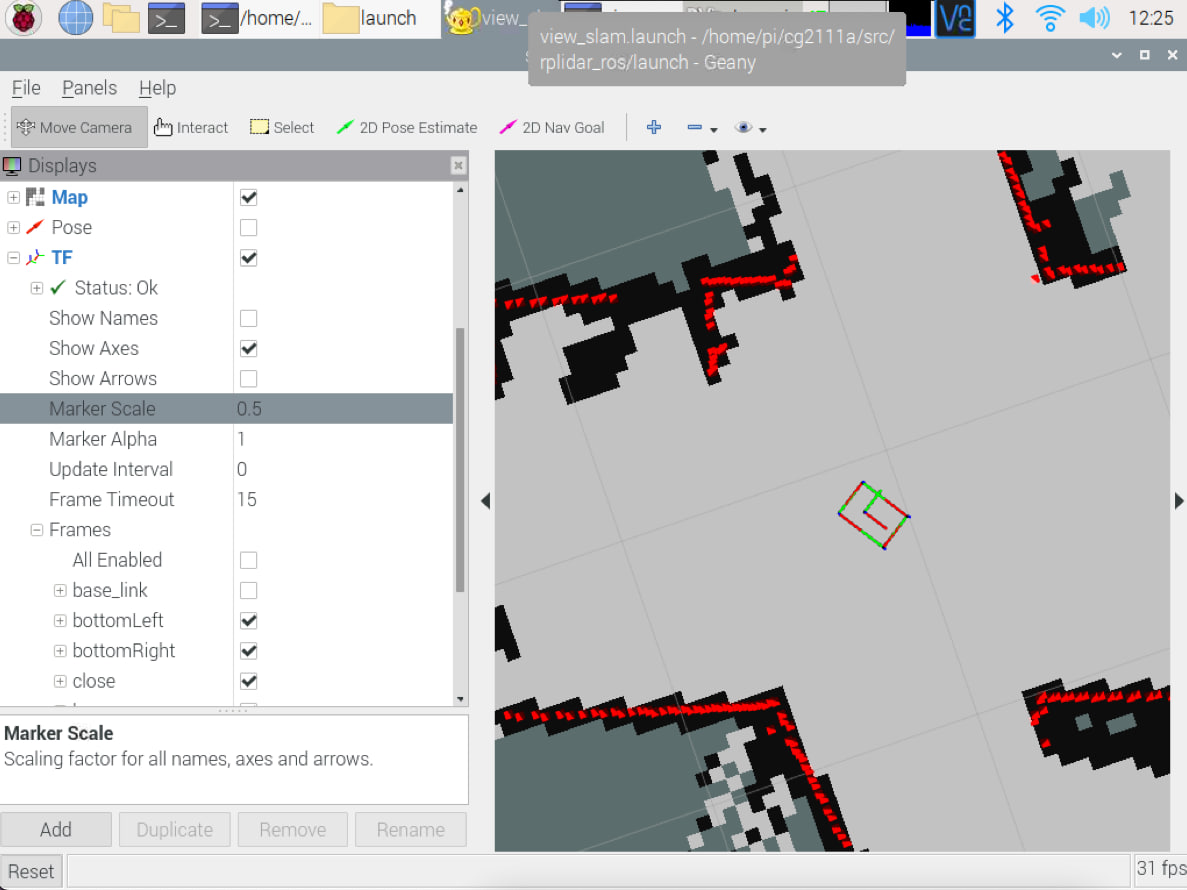 /home/...
launch
view_
12:25
view_slam.launch - /home/pi/cg2111a/src/
rplidar_ros/launch - Geany
File Panels Help
Move Camera Interact Select 2D Pose Estimate 2D Nav Goal
Displays
Map
Pose
TF
Status: Ok
Show Names
Show Axes
Show Arrows
Marker Scale 0.5
Marker Alpha 1
Update Interval 0
Frame Timeout 15
Frames
All Enabled
base_link
bottomLeft
bottomRight
close
Marker Scale
Scaling factor for all names, axes and arrows.
Add Duplicate Remove Rename
Reset
31 fps